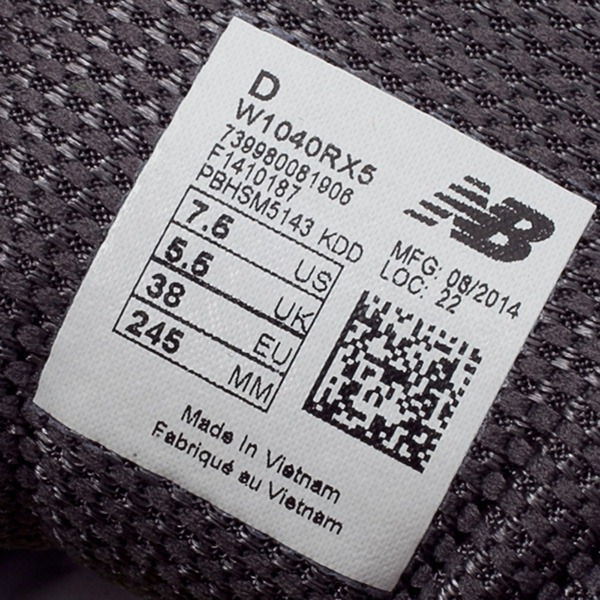 D
W1040RX5
739980081906
F1410187
PBHSM5143 KDD
7.5 US
5.5 UK
38 EU
245 MM
NB
MFG: 08/2014
LOC: 22
Made In Vietnam
Fabriqué au Vietnam